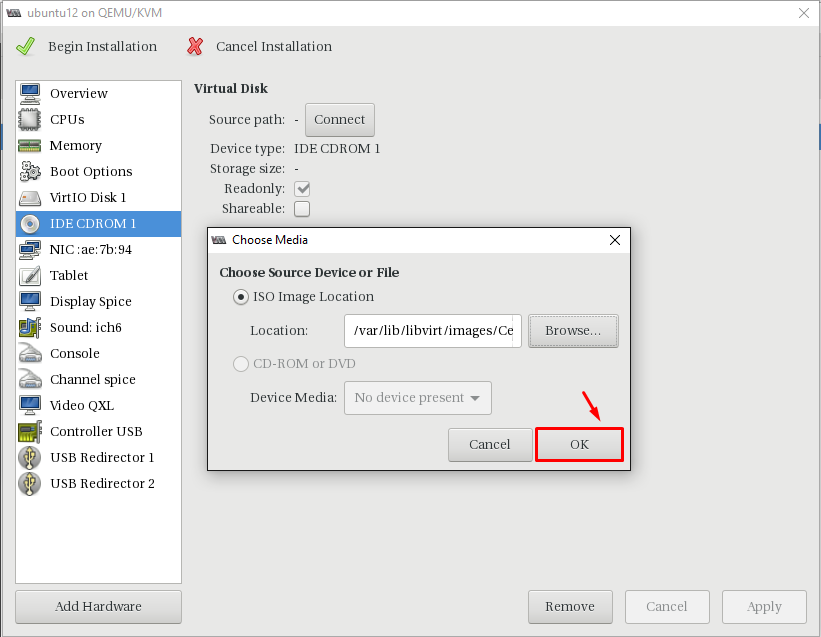 ubuntu12 on QEMU/KVM
Begin Installation
Cancel Installation
Overview
CPUs
Memory
Boot Options
VirtIO Disk 1
IDE CDROM 1
NIC :ae:7b:94
Tablet
Display Spice
Sound: ich6
Console
Channel spice
Video QXL
Controller USB
USB Redirector 1
USB Redirector 2
Add Hardware
Virtual Disk
Source path: - Connect
Device type: IDE CDROM 1
Storage size: -
Readonly:
Shareable:
Choose Media
Choose Source Device or File
ISO Image Location
Location: /var/lib/libvirt/images/Ce Browse...
CD-ROM or DVD
Device Media: No device present
Cancel OK
Remove Cancel Apply